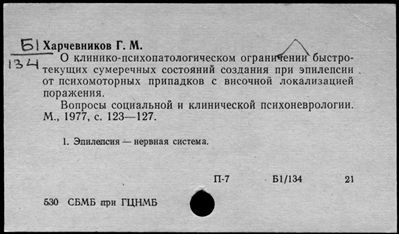 Б1
134
Харчевников Г. М.
О клинико-психопатологическом ограничении быстро-
текущих сумеречных состояний создания при эпилепсии
от психомоторных припадков с височной локализацией
поражения.
Вопросы социальной и клинической психоневрологии.
М., 1977, с. 123—127.
1. Эпилепсия — нервная система.
П-7 Б1/134 21
530 СБМБ при ГЦНМБ